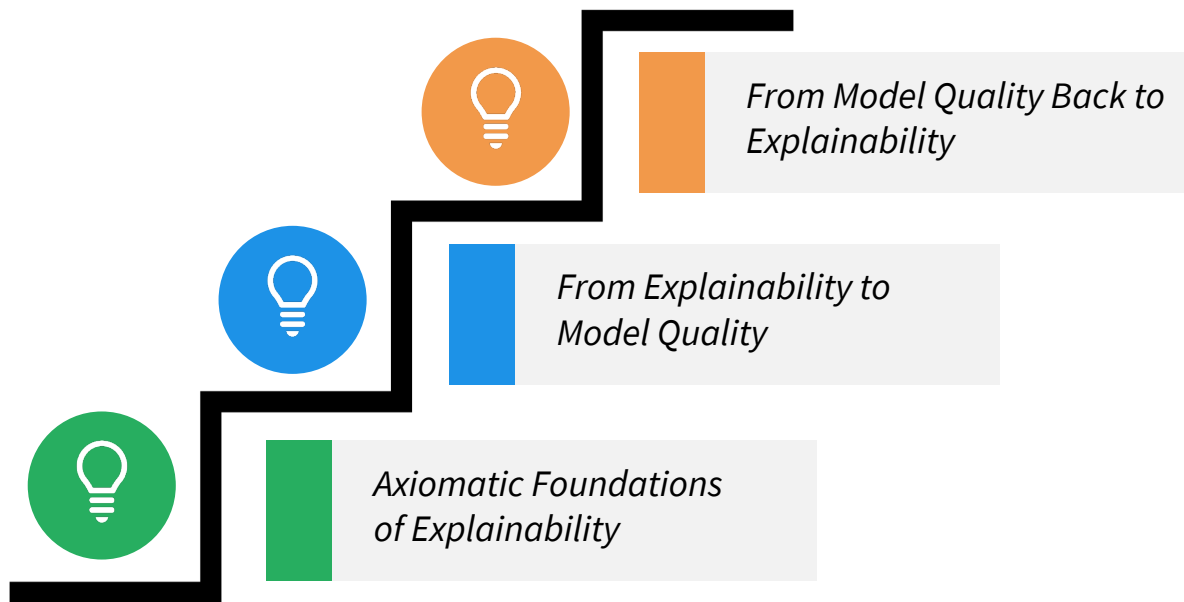 From Model Quality Back to
Explainability
From Explainability to
Model Quality
Axiomatic Foundations
of Explainability